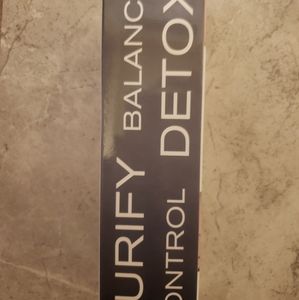 URIFY BALANC
ONTROL DETOX